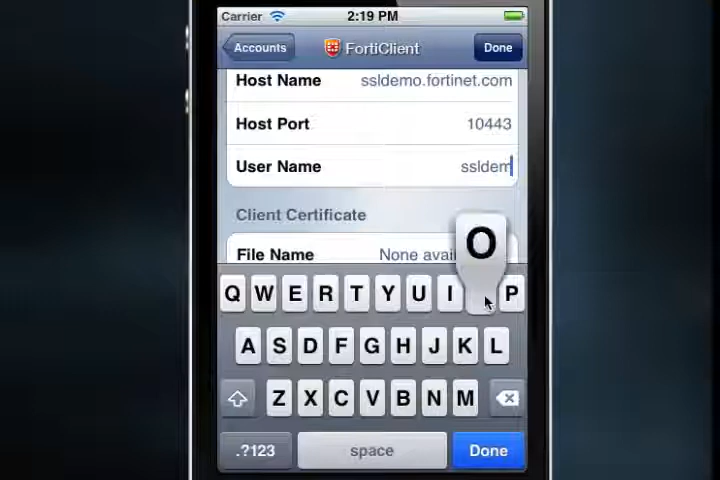 Carrier 2:19 PM
Accounts FortiClient Done
Host Name ssldemo.fortinet.com
Host Port 10443
User Name ssldem
Client Certificate
File Name None avai
O
Q W E R T Y U I P
A S D F G H J K L
Z X C V B N M
.?123 space Done